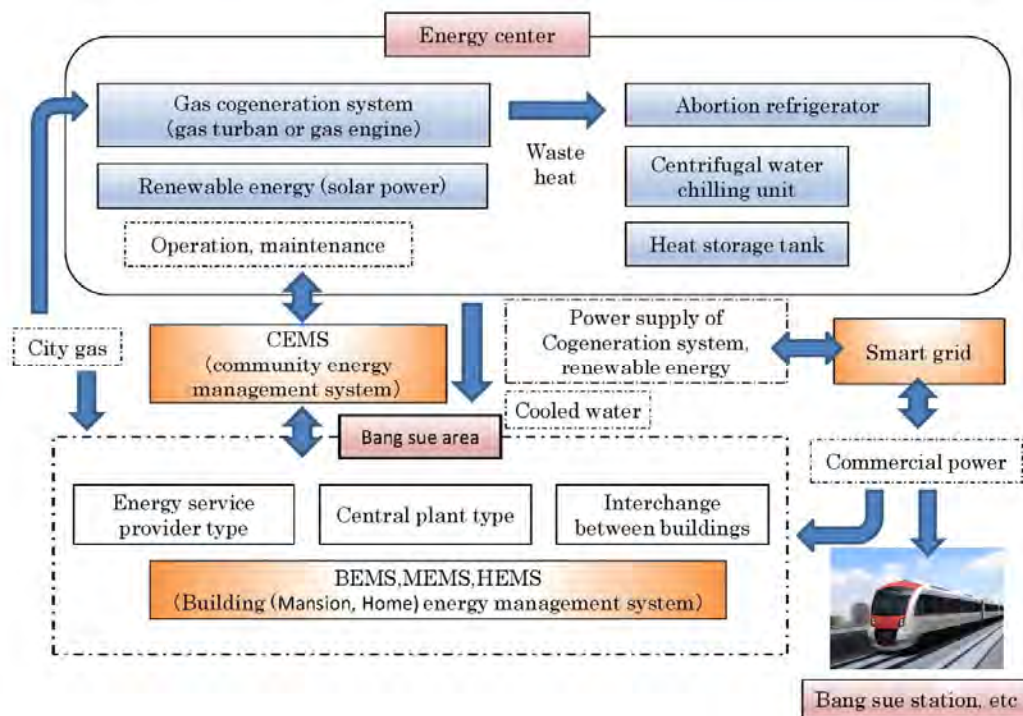 Energy center
Gas cogeneration system
(gas turban or gas engine)
Abortion refrigerator
Waste
heat
Renewable energy (solar power)
Centrifugal water
chilling unit
Operation, maintenance
Heat storage tank
City gas
CEMS
(community energy
management system)
Power supply of
Cogeneration system,
renewable energy
Smart grid
Cooled water
Bang sue area
Commercial power
Energy service
provider type
Central plant type
Interchange
between buildings
BEMS,MEMS,HEMS
(Building (Mansion, Home) energy management system)
Bang sue station, etc